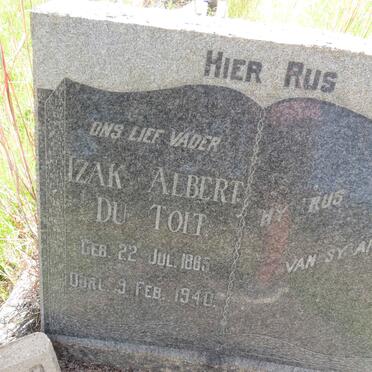 HIER RUS
ONS LIEF VADER
IZAK ALBERT
DU TOIT
GEB. 22 JUL. 1865
OORL. 9 FEB. 1940.
HY RUS
VAN SY